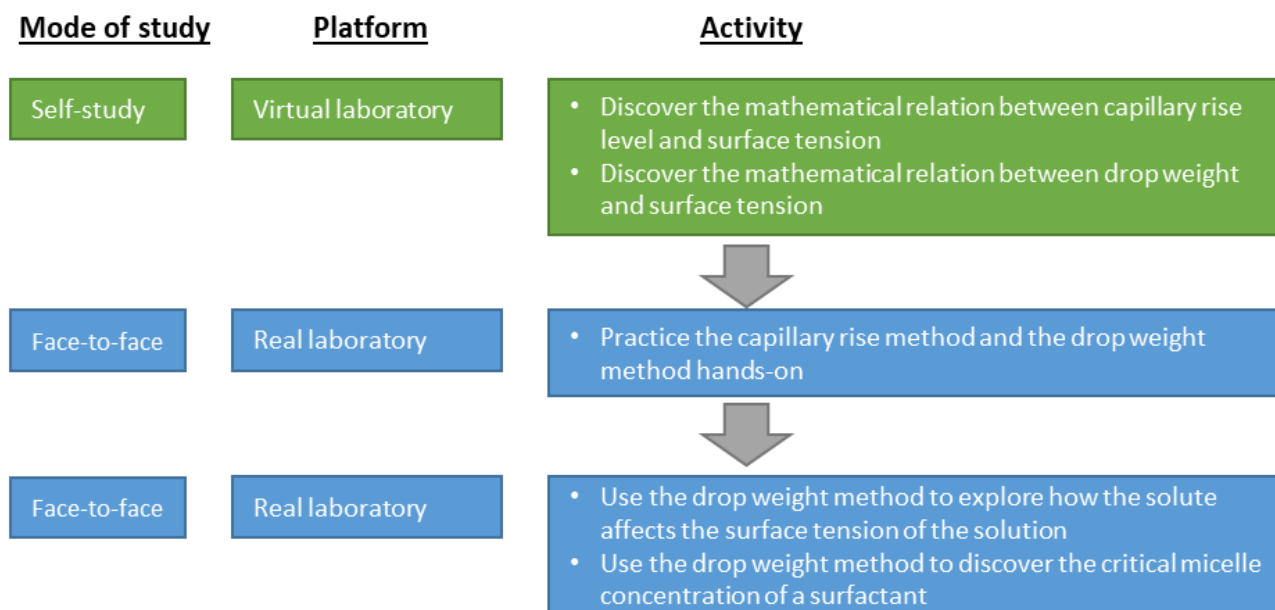 Mode of study
Platform
Activity
Self-study
Virtual laboratory
• Discover the mathematical relation between capillary rise
level and surface tension
• Discover the mathematical relation between drop weight
and surface tension
Face-to-face
Real laboratory
• Practice the capillary rise method and the drop weight
method hands-on
Face-to-face
Real laboratory
• Use the drop weight method to explore how the solute
affects the surface tension of the solution
• Use the drop weight method to discover the critical micelle
concentration of a surfactant